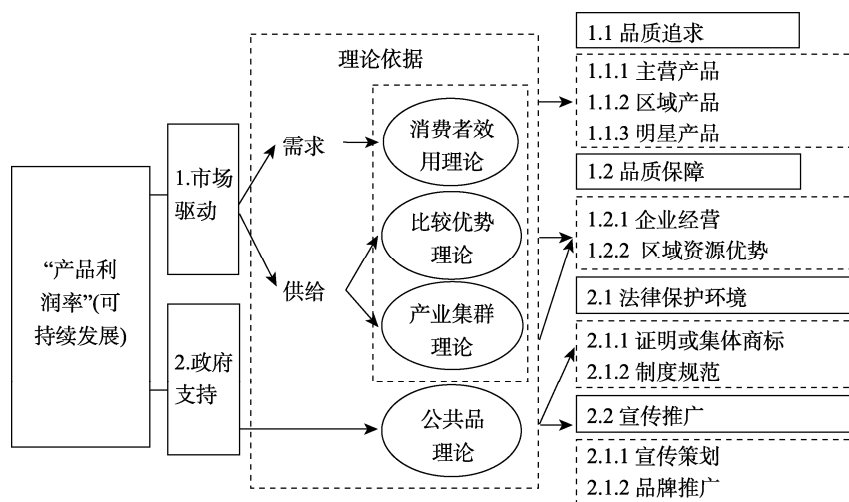 理论依据
“产品利
润率”(可
持续发展)
1.市场
驱动
2.政府
支持
需求
供给
消费者效
用理论
比较优势
理论
产业集群
理论
公共品
理论
1.1 品质追求
1.1.1 主营产品
1.1.2 区域产品
1.1.3 明星产品
1.2 品质保障
1.2.1 企业经营
1.2.2 区域资源优势
2.1 法律保护环境
2.1.1 证明或集体商标
2.1.2 制度规范
2.2 宣传推广
2.1.1 宣传策划
2.1.2 品牌推广